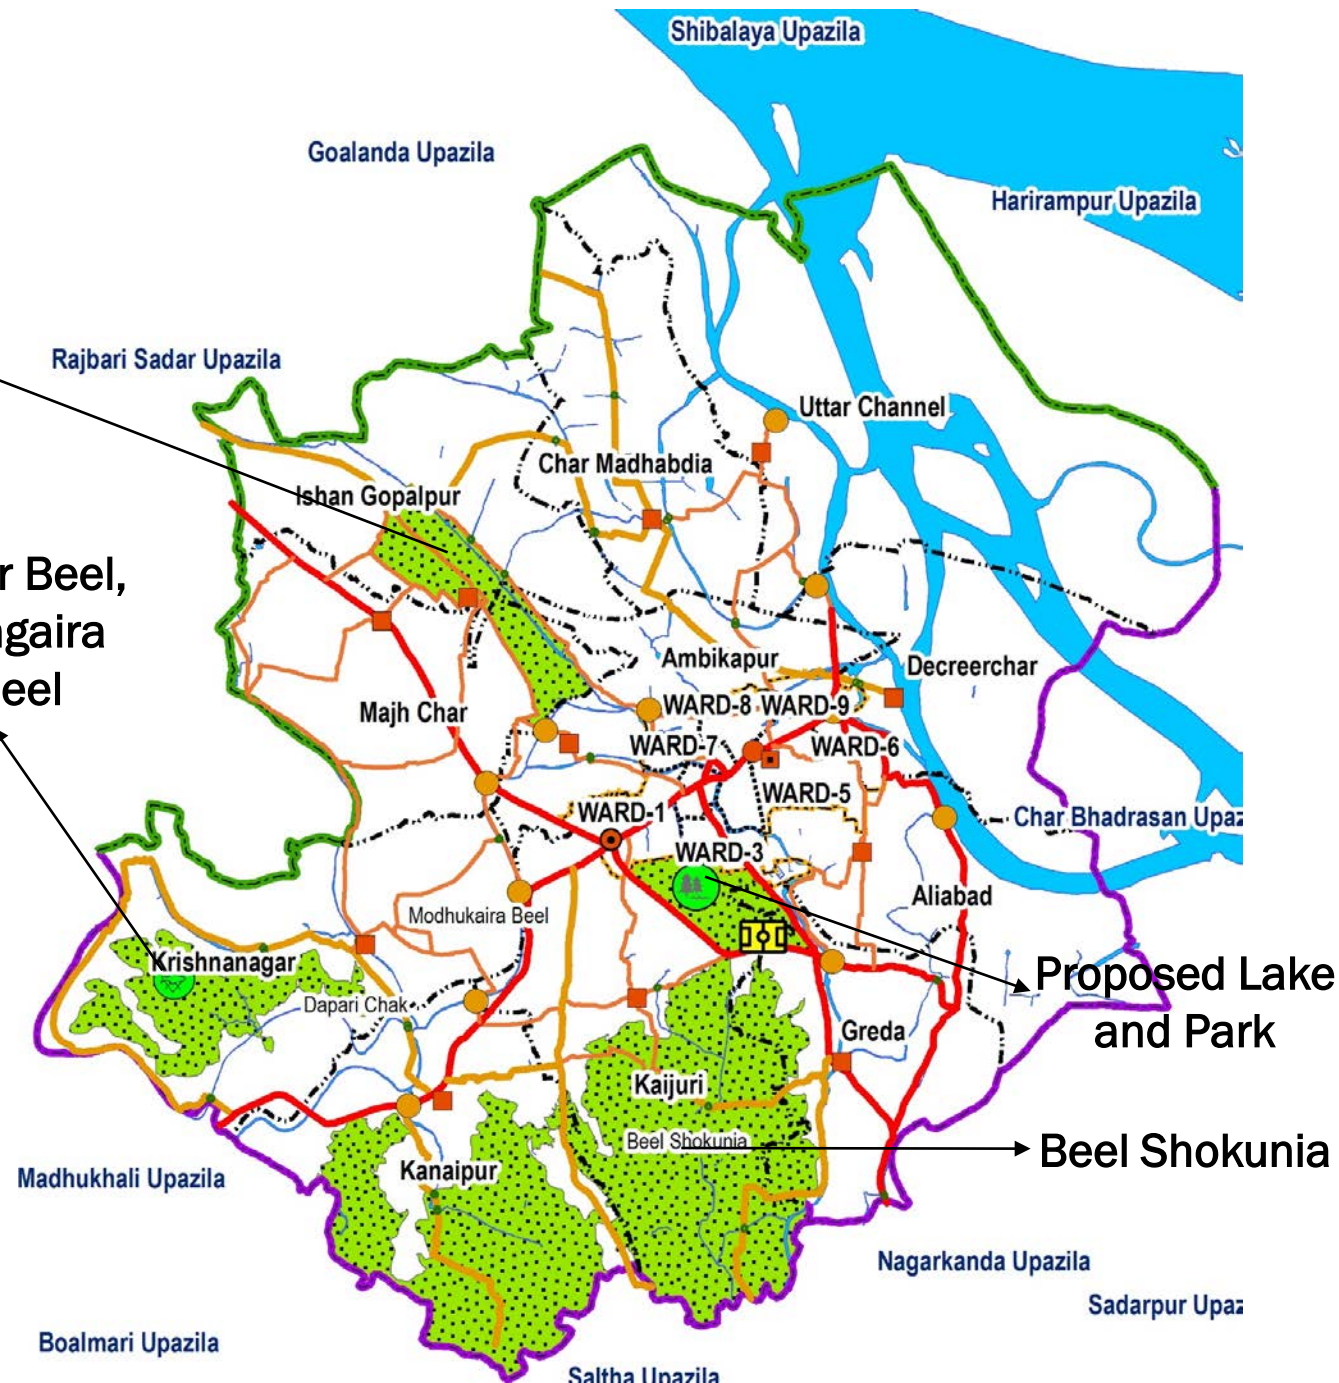 Shibalaya Upazila
Goalanda Upazila
Harirampur Upazila
Rajbari Sadar Upazila
Uttar Channel
Char Madhabdia
Ishan Gopalpur
r Beel,
gaira
eel
Ambikapur
Decreerchar
WARD-8
WARD-9
Majh Char
WARD-7
WARD-6
WARD-5
WARD-1
Char Bhadrasan Upaz
WARD-3
Aliabad
Modhukaira Beel
Krishnanagar
Proposed Lake
and Park
Dapari Chak
Greda
Kaijuri
Beel Shokunia
Beel Shokunia
Kanaipur
Madhukhali Upazila
Nagarkanda Upazila
Sadarpur Upaz
Boalmari Upazila
Saltha Upazila